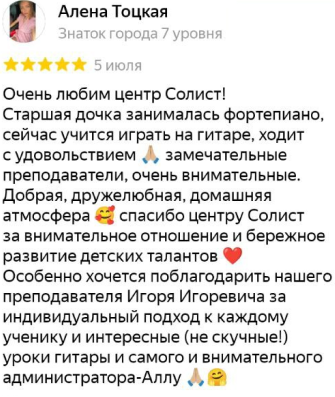 Алена Тоцкая
Знаток города 7 уровня
5 июля
Очень любим центр Солист!
Старшая дочка занималась фортепиано,
сейчас учится играть на гитаре, ходит
с удовольствием 🙏🏼 замечательные
преподаватели, очень внимательные.
Добрая, дружелюбная, домашняя
атмосфера 🥰 спасибо центру Солист
за внимательное отношение и бережное
развитие детских талантов ❤️
Особенно хочется поблагодарить нашего
преподавателя Игоря Игоревича за
индивидуальный подход к каждому
ученику и интересные (не скучные!)
уроки гитары и самого и внимательного
администратора-Аллу 🙏🏼🤗